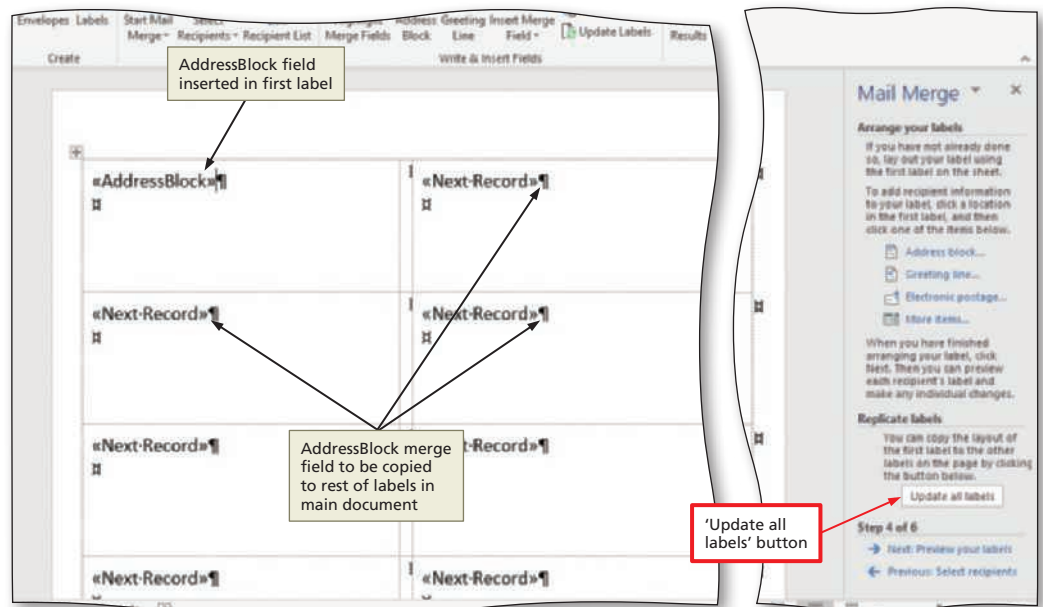 Envelopes Labels Start Mail Select Address Greeting Insert Merge Update Labels
Merge Recipients Recipient List Merge Fields Block Line Field Results
Create Write & Insert Fields
AddressBlock field
inserted in first label
«AddressBlock»¶
¤
«Next·Record»¶
¤
«Next·Record»¶
¤
«Next·Record»¶
¤
«Next·Record»¶
¤
t·Record»¶
AddressBlock merge
field to be copied
to rest of labels in
main document
«Next·Record»¶
«Next·Record»¶
Mail Merge
Arrange your labels
If you have not already done
so, lay out your label using
the first label on the sheet.
To add recipient information
to your label, click a location
in the first label, and then
click one of the items below.
Address block...
Greeting line...
Electronic postage...
More items...
When you have finished
arranging your label, click
Next. Then you can preview
each recipient's label and
make any individual changes.
Replicate labels
You can copy the layout of
the first label to the other
labels on the page by clicking
the button below.
Update all labels
'Update all
labels' button
Step 4 of 6
Next: Preview your labels
Previous: Select recipients